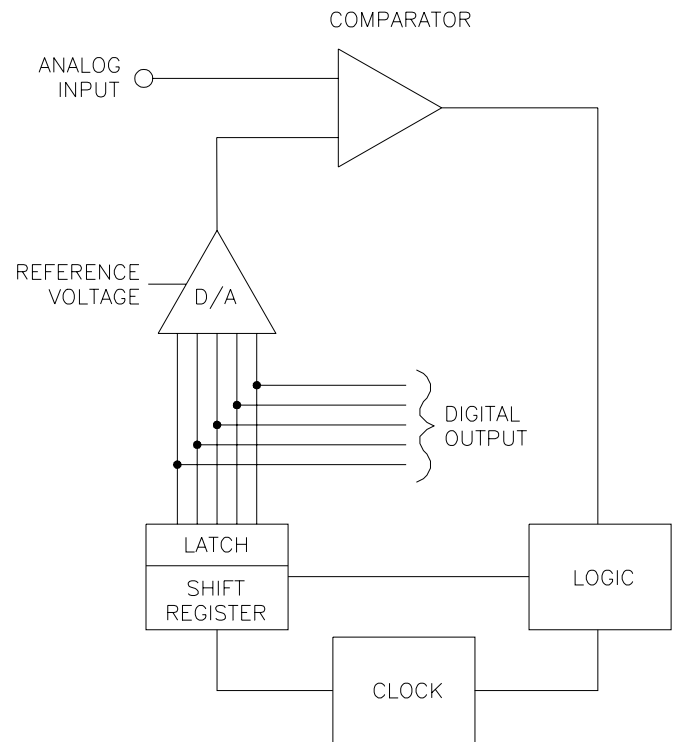 COMPARATOR
ANALOG
INPUT
REFERENCE
VOLTAGE
D/A
DIGITAL
OUTPUT
LATCH
SHIFT
REGISTER
LOGIC
CLOCK